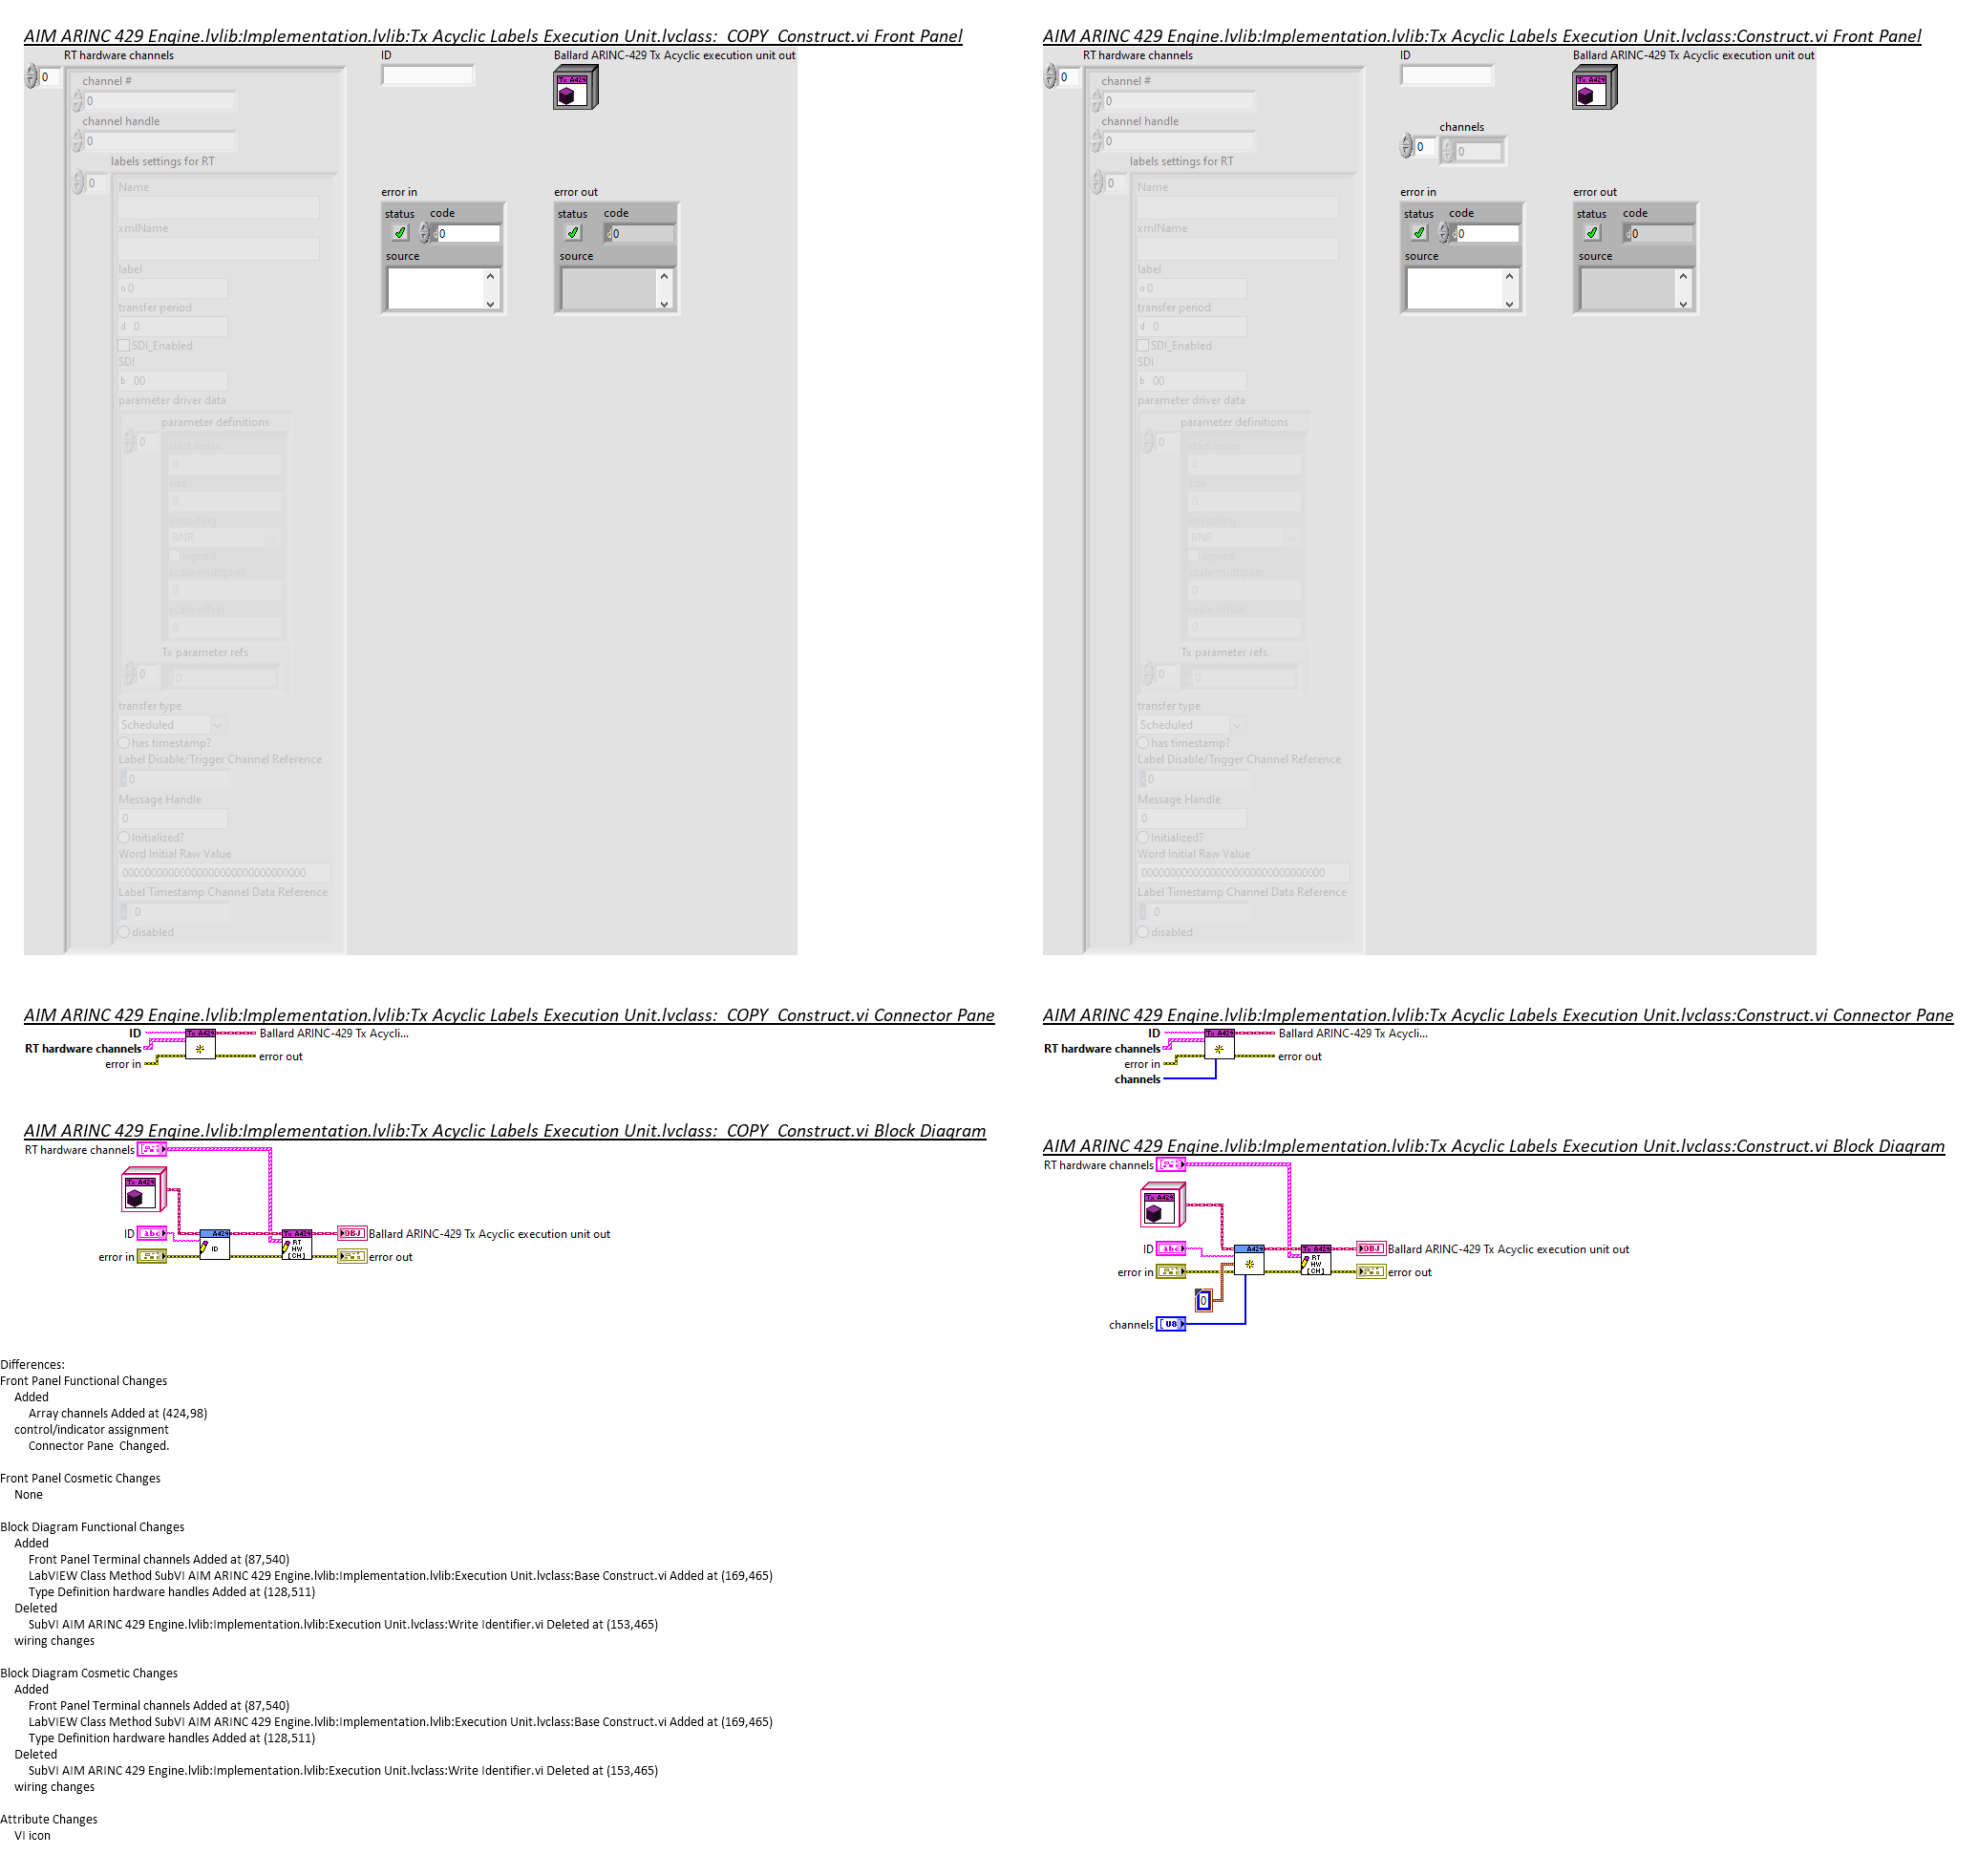 AIM ARINC 429 Engine.lvlib:Implementation.lvlib:Tx Acyclic Labels Execution Unit.lvclass:_COPY_Construct.vi Front Panel
RT hardware channels
0
channel #
0
channel handle
0
labels settings for RT
0
Name
xmlName
label
o 0
transfer period
d 0
SDI_Enabled
SDI
b 00
parameter driver data
parameter definitions
0
start index
0
size
0
encoding
BNR
signed
scale multiplier
0
scale offset
0
Tx parameter refs
0
0
transfer type
Scheduled
has timestamp?
Label Disable/Trigger Channel Reference
0
Message Handle
0
Initialized?
Word Initial Raw Value
00000000000000000000000000000000
Label Timestamp Channel Data Reference
x 0
disabled
ID
Ballard ARINC-429 Tx Acyclic execution unit out
Tx A429
error in
status code
d 0
source
error out
status code
d 0
source
AIM ARINC 429 Engine.lvlib:Implementation.lvlib:Tx Acyclic Labels Execution Unit.lvclass:Construct.vi Front Panel
RT hardware channels
0
channel #
0
channel handle
0
labels settings for RT
0
Name
xmlName
label
o 0
transfer period
d 0
SDI_Enabled
SDI
b 00
parameter driver data
parameter definitions
0
start index
0
size
0
encoding
BNR
signed
scale multiplier
0
scale offset
0
Tx parameter refs
0
0
transfer type
Scheduled
has timestamp?
Label Disable/Trigger Channel Reference
0
Message Handle
0
Initialized?
Word Initial Raw Value
00000000000000000000000000000000
Label Timestamp Channel Data Reference
x 0
disabled
ID
Ballard ARINC-429 Tx Acyclic execution unit out
Tx A429
channels
0
0
error in
status code
d 0
source
error out
status code
d 0
source
AIM ARINC 429 Engine.lvlib:Implementation.lvlib:Tx Acyclic Labels Execution Unit.lvclass:_COPY_Construct.vi Connector Pane
ID
Tx A429
Ballard ARINC-429 Tx Acycli...
RT hardware channels
error out
error in
AIM ARINC 429 Engine.lvlib:Implementation.lvlib:Tx Acyclic Labels Execution Unit.lvclass:Construct.vi Connector Pane
ID
Tx A429
Ballard ARINC-429 Tx Acycli...
RT hardware channels
error out
error in
channels
AIM ARINC 429 Engine.lvlib:Implementation.lvlib:Tx Acyclic Labels Execution Unit.lvclass:_COPY_Construct.vi Block Diagram
RT hardware channels
Tx A429
ID
abc
A429
ID
Tx A429
RT
HW
[CH]
OBJ
Ballard ARINC-429 Tx Acyclic execution unit out
error in
error out
AIM ARINC 429 Engine.lvlib:Implementation.lvlib:Tx Acyclic Labels Execution Unit.lvclass:Construct.vi Block Diagram
RT hardware channels
Tx A429
ID
abc
A429
Tx A429
RT
HW
[CH]
OBJ
Ballard ARINC-429 Tx Acyclic execution unit out
error in
error out
0
channels
[U8]
Differences:
Front Panel Functional Changes
Added
Array channels Added at (424,98)
control/indicator assignment
Connector Pane Changed.
Front Panel Cosmetic Changes
None
Block Diagram Functional Changes
Added
Front Panel Terminal channels Added at (87,540)
LabVIEW Class Method SubVI AIM ARINC 429 Engine.lvlib:Implementation.lvlib:Execution Unit.lvclass:Base Construct.vi Added at (169,465)
Type Definition hardware handles Added at (128,511)
Deleted
SubVI AIM ARINC 429 Engine.lvlib:Implementation.lvlib:Execution Unit.lvclass:Write Identifier.vi Deleted at (153,465)
wiring changes
Block Diagram Cosmetic Changes
Added
Front Panel Terminal channels Added at (87,540)
LabVIEW Class Method SubVI AIM ARINC 429 Engine.lvlib:Implementation.lvlib:Execution Unit.lvclass:Base Construct.vi Added at (169,465)
Type Definition hardware handles Added at (128,511)
Deleted
SubVI AIM ARINC 429 Engine.lvlib:Implementation.lvlib:Execution Unit.lvclass:Write Identifier.vi Deleted at (153,465)
wiring changes
Attribute Changes
VI icon